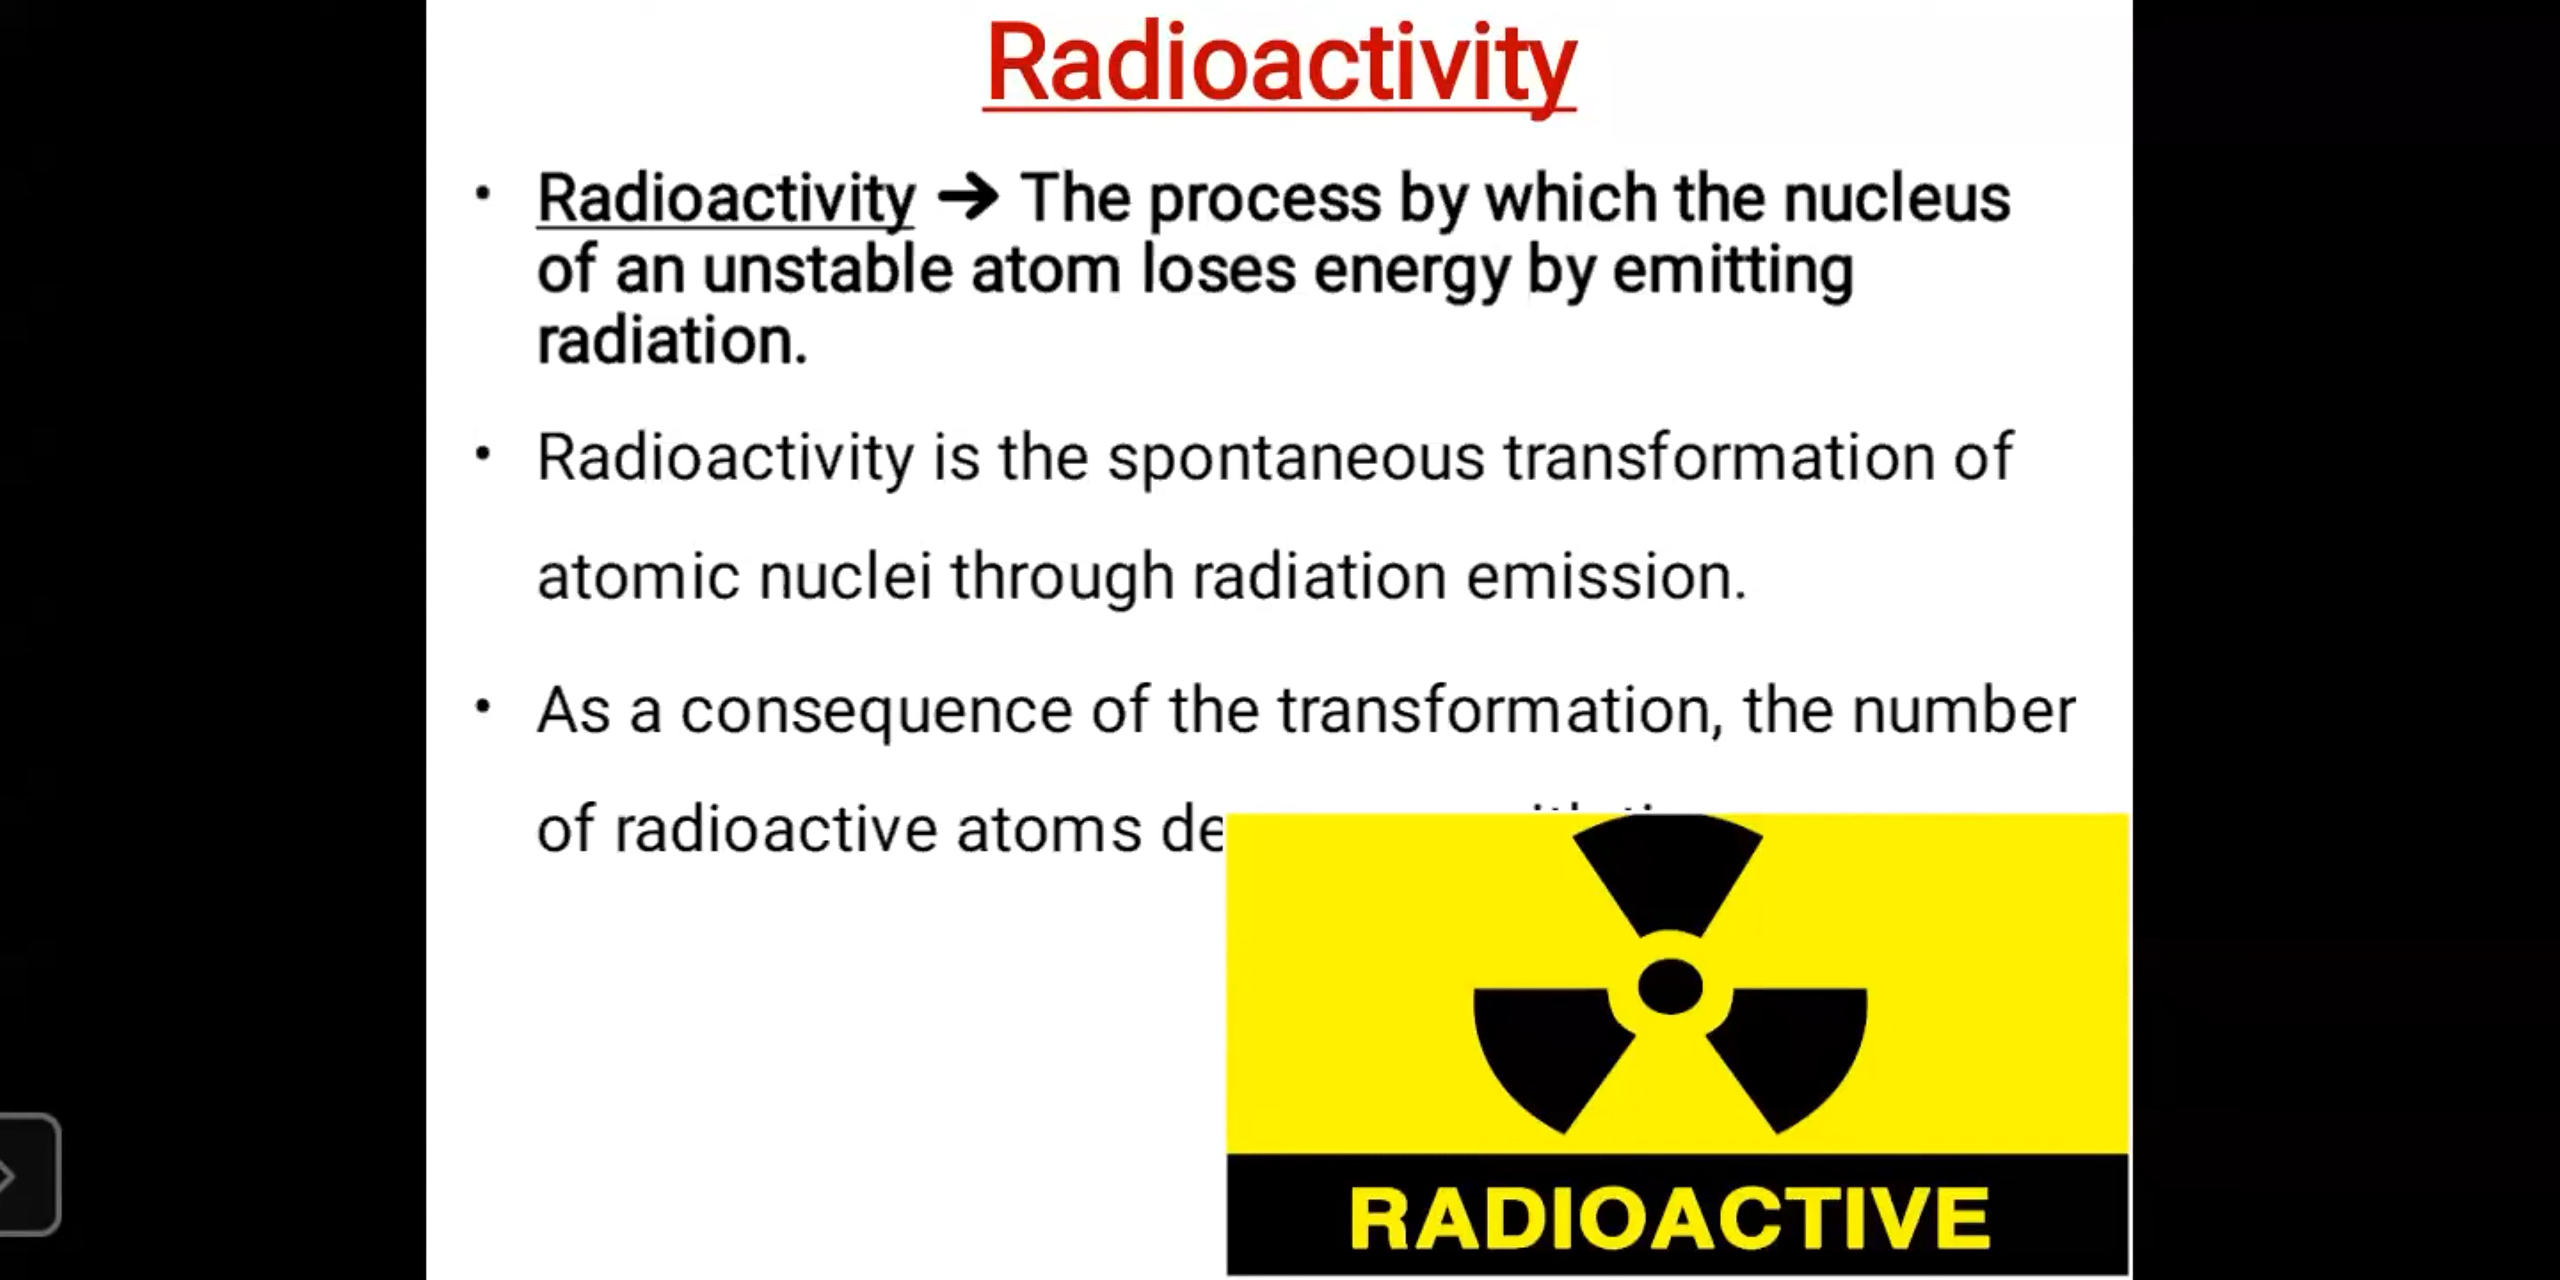 Radioactivity
• Radioactivity ➔ The process by which the nucleus
of an unstable atom loses energy by emitting
radiation.
• Radioactivity is the spontaneous transformation of
atomic nuclei through radiation emission.
• As a consequence of the transformation, the number
of radioactive atoms
RADIOACTIVE